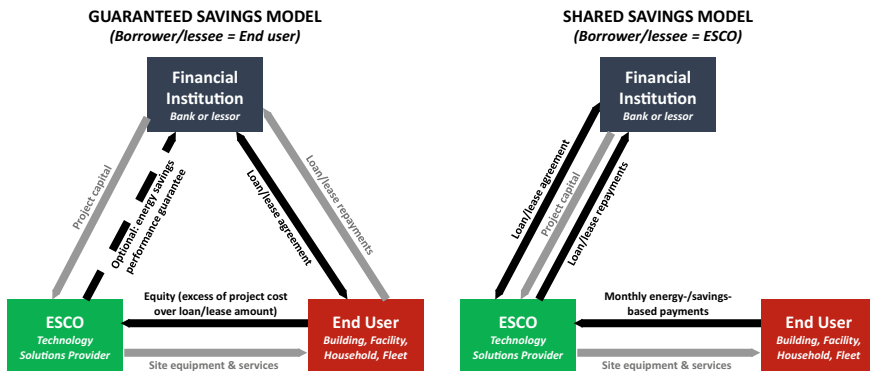 GUARANTEED SAVINGS MODEL
(Borrower/lessee = End user)
Financial
Institution
Bank or lessor
Project capital
Optional: energy savings
performance guarantee
Loan/lease agreement
Loan/lease repayments
Equity (excess of project cost
over loan/lease amount)
ESCO
Technology
Solutions Provider
Site equipment & services
End User
Building, Facility,
Household, Fleet
SHARED SAVINGS MODEL
(Borrower/lessee = ESCO)
Financial
Institution
Bank or lessor
Loan/lease agreement
Project capital
Loan/lease repayments
Monthly energy-/savings-
based payments
ESCO
Technology
Solutions Provider
Site equipment & services
End User
Building, Facility,
Household, Fleet